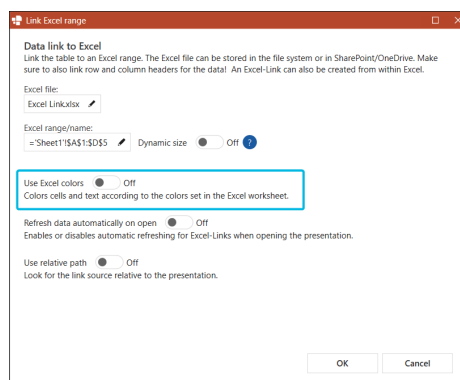 Link Excel range
Data link to Excel
Link the table to an Excel range. The Excel file can be stored in the file system or in SharePoint/OneDrive. Make
sure to also link row and column headers for the data! An Excel-Link can also be created from within Excel.
Excel file:
Excel Link.xlsx
Excel range/name:
='Sheet1'!$A$1:$D$5 Dynamic size Off ?
Use Excel colors Off
Colors cells and text according to the colors set in the Excel worksheet.
Refresh data automatically on open Off
Enables or disables automatic refreshing for Excel-Links when opening the presentation.
Use relative path Off
Look for the link source relative to the presentation.
OK Cancel